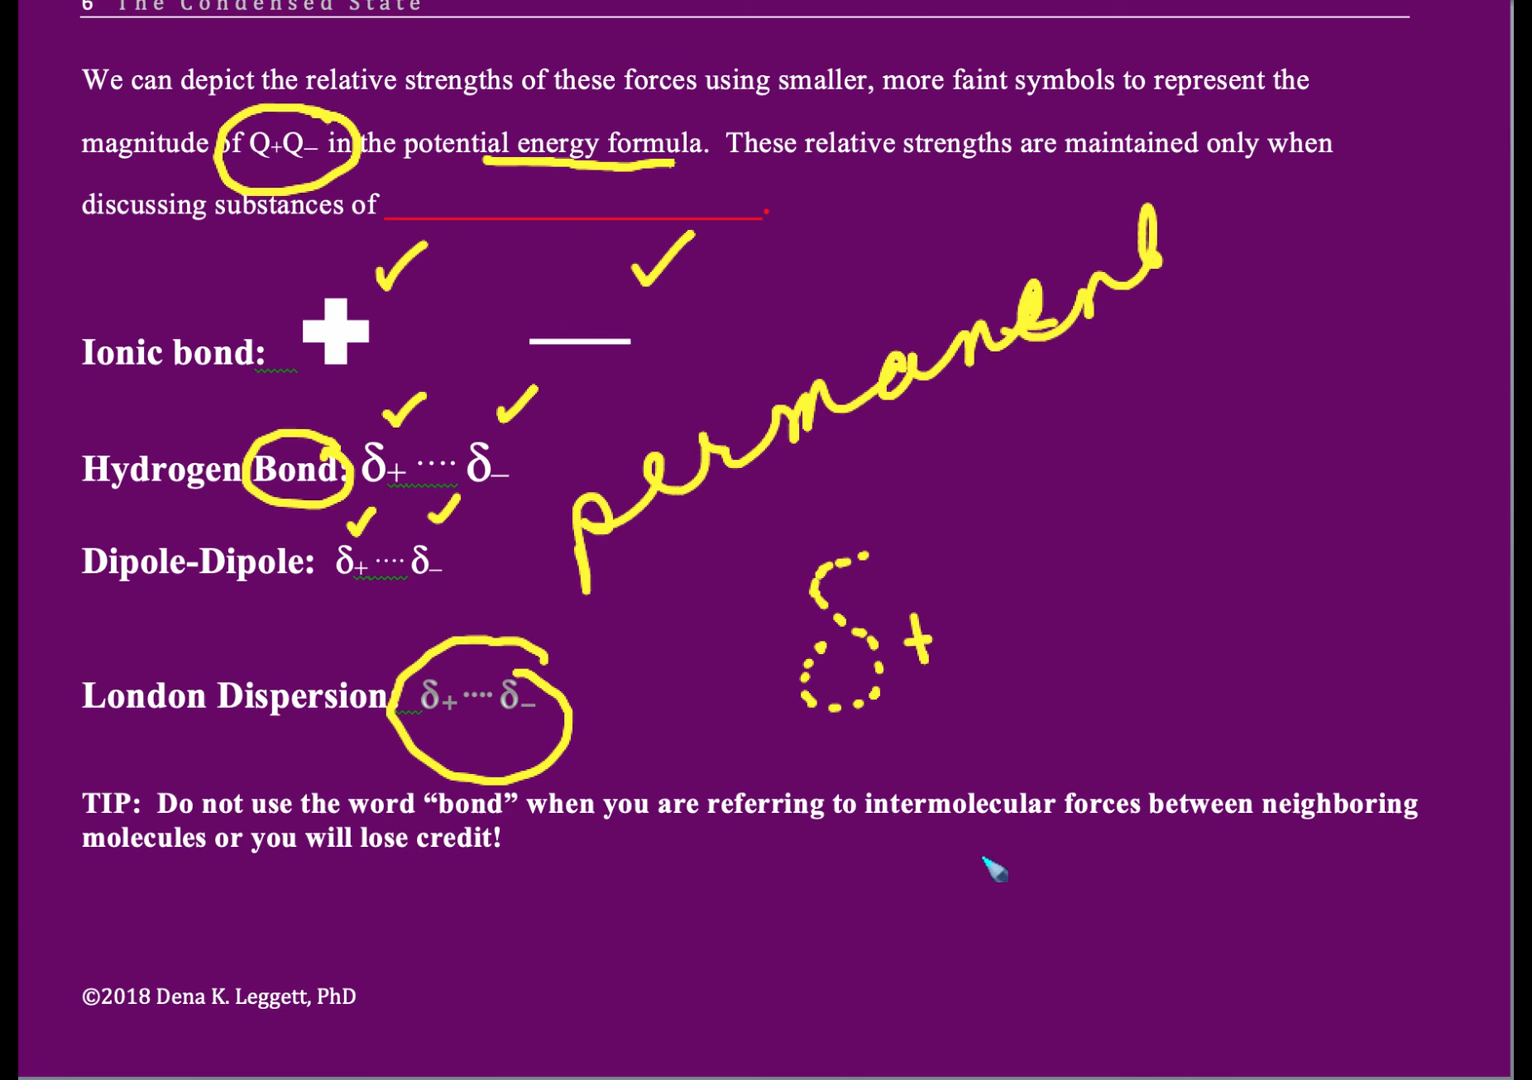 6 The Condensed State
We can depict the relative strengths of these forces using smaller, more faint symbols to represent the
magnitude of Q+Q– in the potential energy formula. These relative strengths are maintained only when
discussing substances of ____________________.
Ionic bond: + —
Hydrogen Bond: δ+ ···· δ–
Dipole-Dipole: δ+ ···· δ–
permanent
δ+
London Dispersion: δ+ ···· δ–
TIP: Do not use the word “bond” when you are referring to intermolecular forces between neighboring
molecules or you will lose credit!
©2018 Dena K. Leggett, PhD